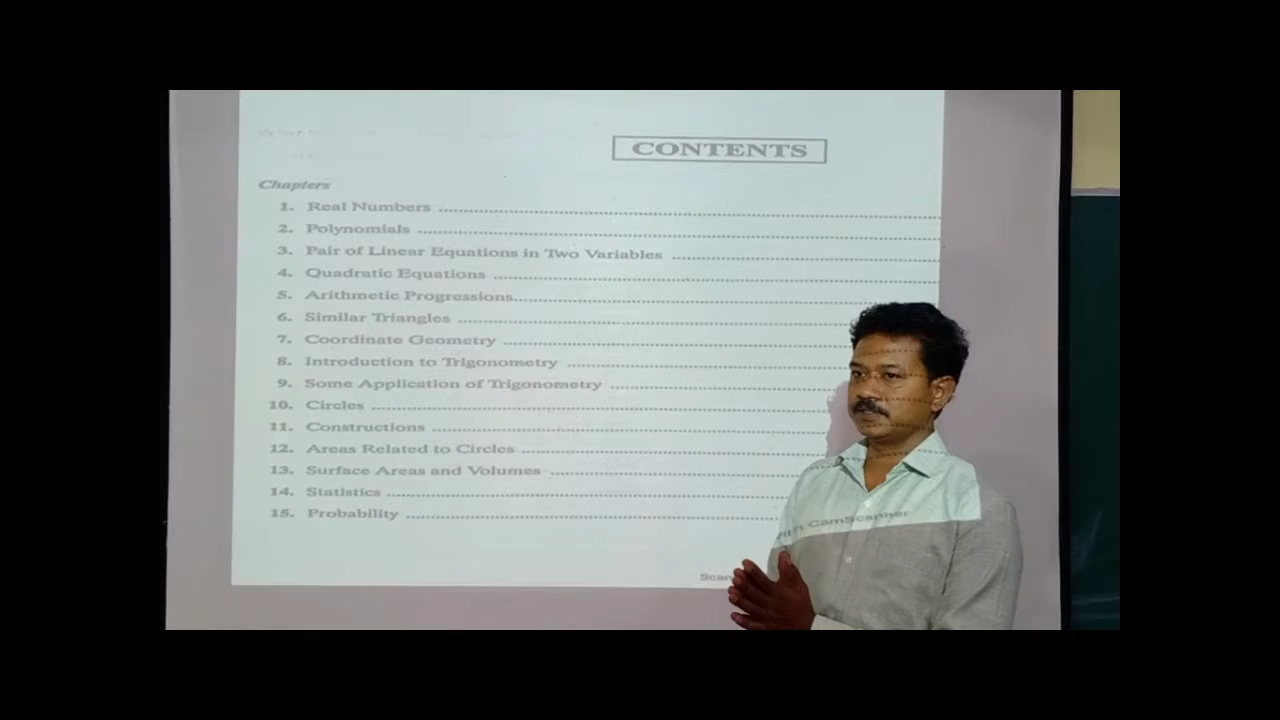 CONTENTS
Chapters
1. Real Numbers
2. Polynomials
3. Pair of Linear Equations in Two Variables
4. Quadratic Equations
5. Arithmetic Progressions
6. Similar Triangles
7. Coordinate Geometry
8. Introduction to Trigonometry
9. Some Application of Trigonometry
10. Circles
11. Constructions
12. Areas Related to Circles
13. Surface Areas and Volumes
14. Statistics
15. Probability
CamScanner